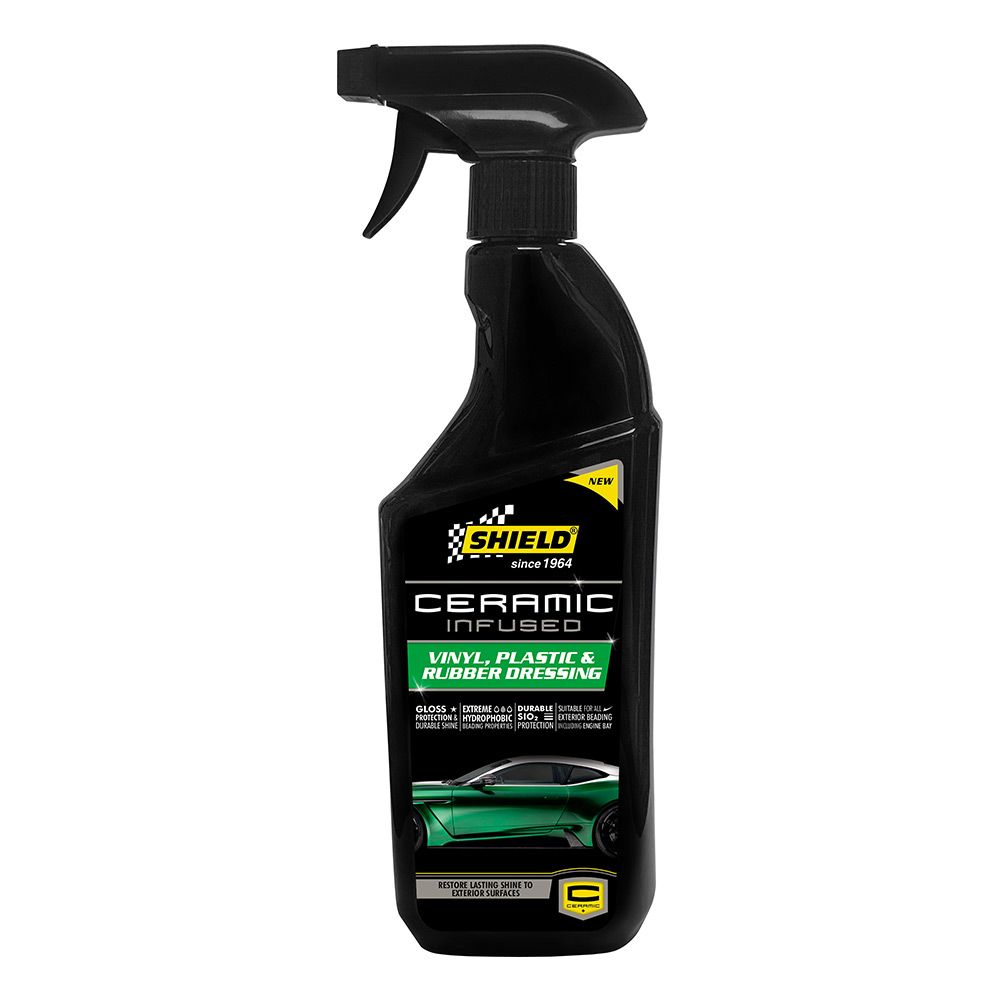 NEW
SHIELD®
since 1964
CERAMIC
INFUSED
VINYL, PLASTIC &
RUBBER DRESSING
GLOSS
PROTECTION &
DURABLE SHINE
EXTREME
HYDROPHOBIC
BEADING PROPERTIES
DURABLE
SIO₂
PROTECTION
SUITABLE FOR ALL
EXTERIOR BEADING
INCLUDING ENGINE BAY
RESTORE LASTING SHINE TO
EXTERIOR SURFACES
C
CERAMIC
+